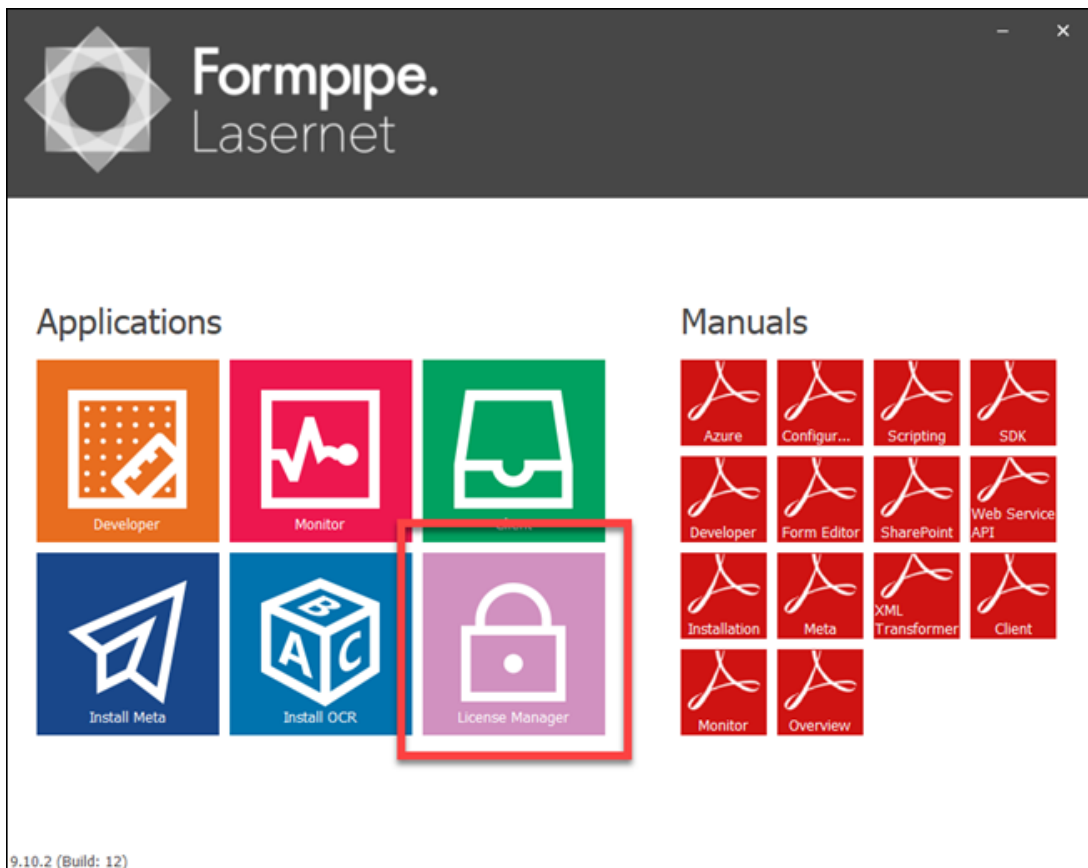 Formpipe.
Lasernet
Applications
Developer
Monitor
Client
Install Meta
B
A C
Install OCR
License Manager
Manuals
Azure
Configur...
Scripting
SDK
Developer
Form Editor
SharePoint
Web Service
API
Installation
Meta
XML
Transformer
Client
Monitor
Overview
9.10.2 (Build: 12)